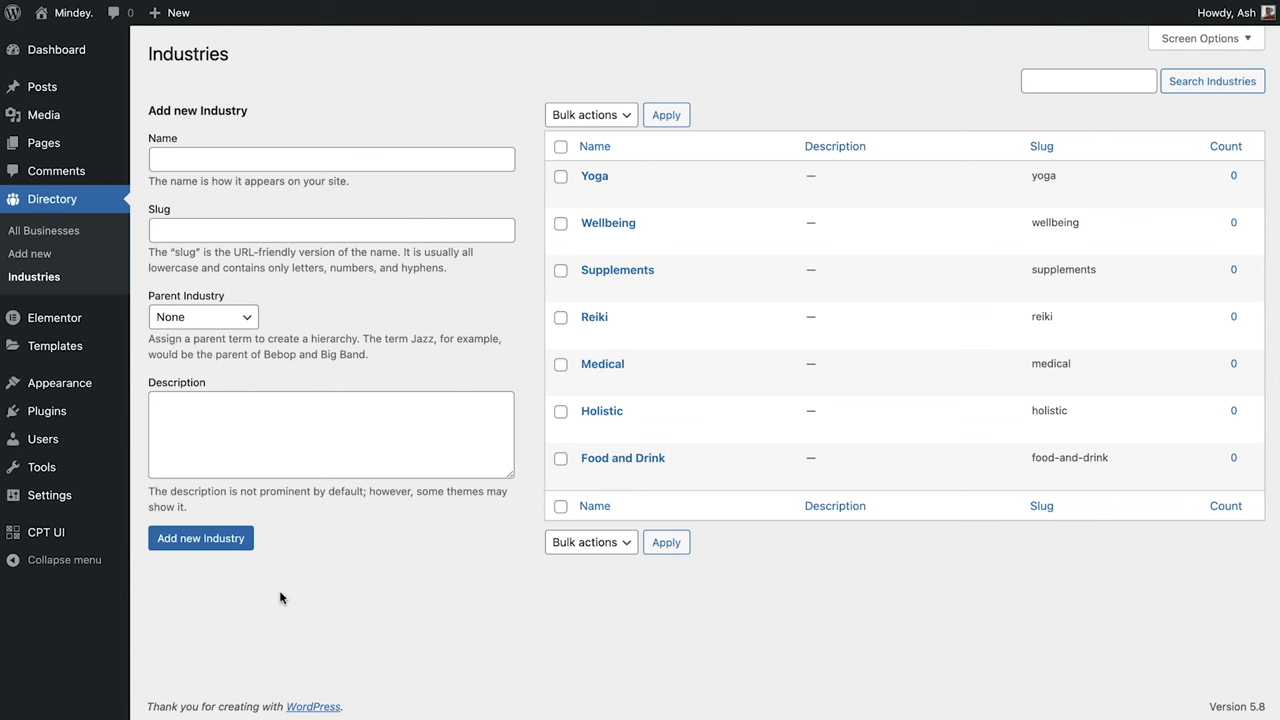 Mindey. 0 New Howdy, Ash
Screen Options ▼
Dashboard
Posts
Media
Pages
Comments
Directory
All Businesses
Add new
Industries
Elementor
Templates
Appearance
Plugins
Users
Tools
Settings
CPT UI
Collapse menu
Industries
Search Industries
Add new Industry
Name
The name is how it appears on your site.
Slug
The “slug” is the URL-friendly version of the name. It is usually all
lowercase and contains only letters, numbers, and hyphens.
Parent Industry
None
Assign a parent term to create a hierarchy. The term Jazz, for example,
would be the parent of Bebop and Big Band.
Description
The description is not prominent by default; however, some themes may
show it.
Add new Industry
Bulk actions Apply
Name Description Slug Count
Yoga — yoga 0
Wellbeing — wellbeing 0
Supplements — supplements 0
Reiki — reiki 0
Medical — medical 0
Holistic — holistic 0
Food and Drink — food-and-drink 0
Name Description Slug Count
Bulk actions Apply
Thank you for creating with WordPress. Version 5.8